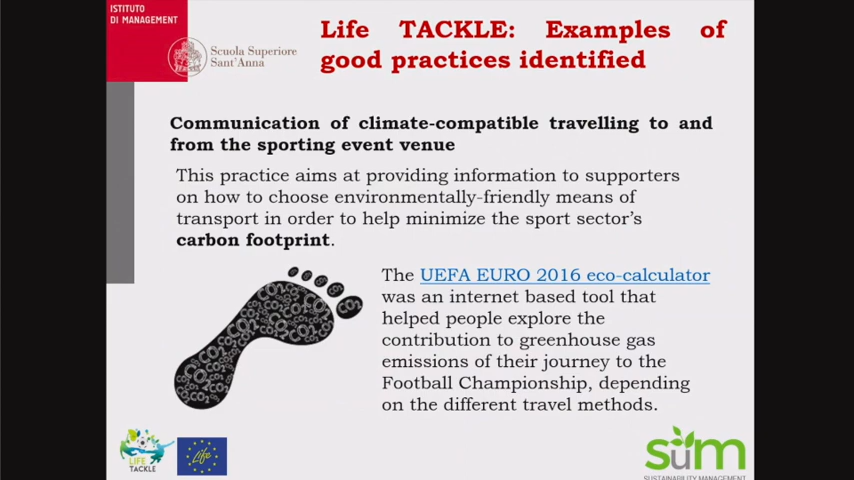 ISTITUTO
DI MANAGEMENT
Scuola Superiore
Sant'Anna
Life TACKLE: Examples of
good practices identified
Communication of climate-compatible travelling to and
from the sporting event venue
This practice aims at providing information to supporters
on how to choose environmentally-friendly means of
transport in order to help minimize the sport sector's
carbon footprint.
The UEFA EURO 2016 eco-calculator
was an internet based tool that
helped people explore the
contribution to greenhouse gas
emissions of their journey to the
Football Championship, depending
on the different travel methods.
LIFE
TACKLE
Life
SuM
SUSTAINABILITY MANAGEMENT